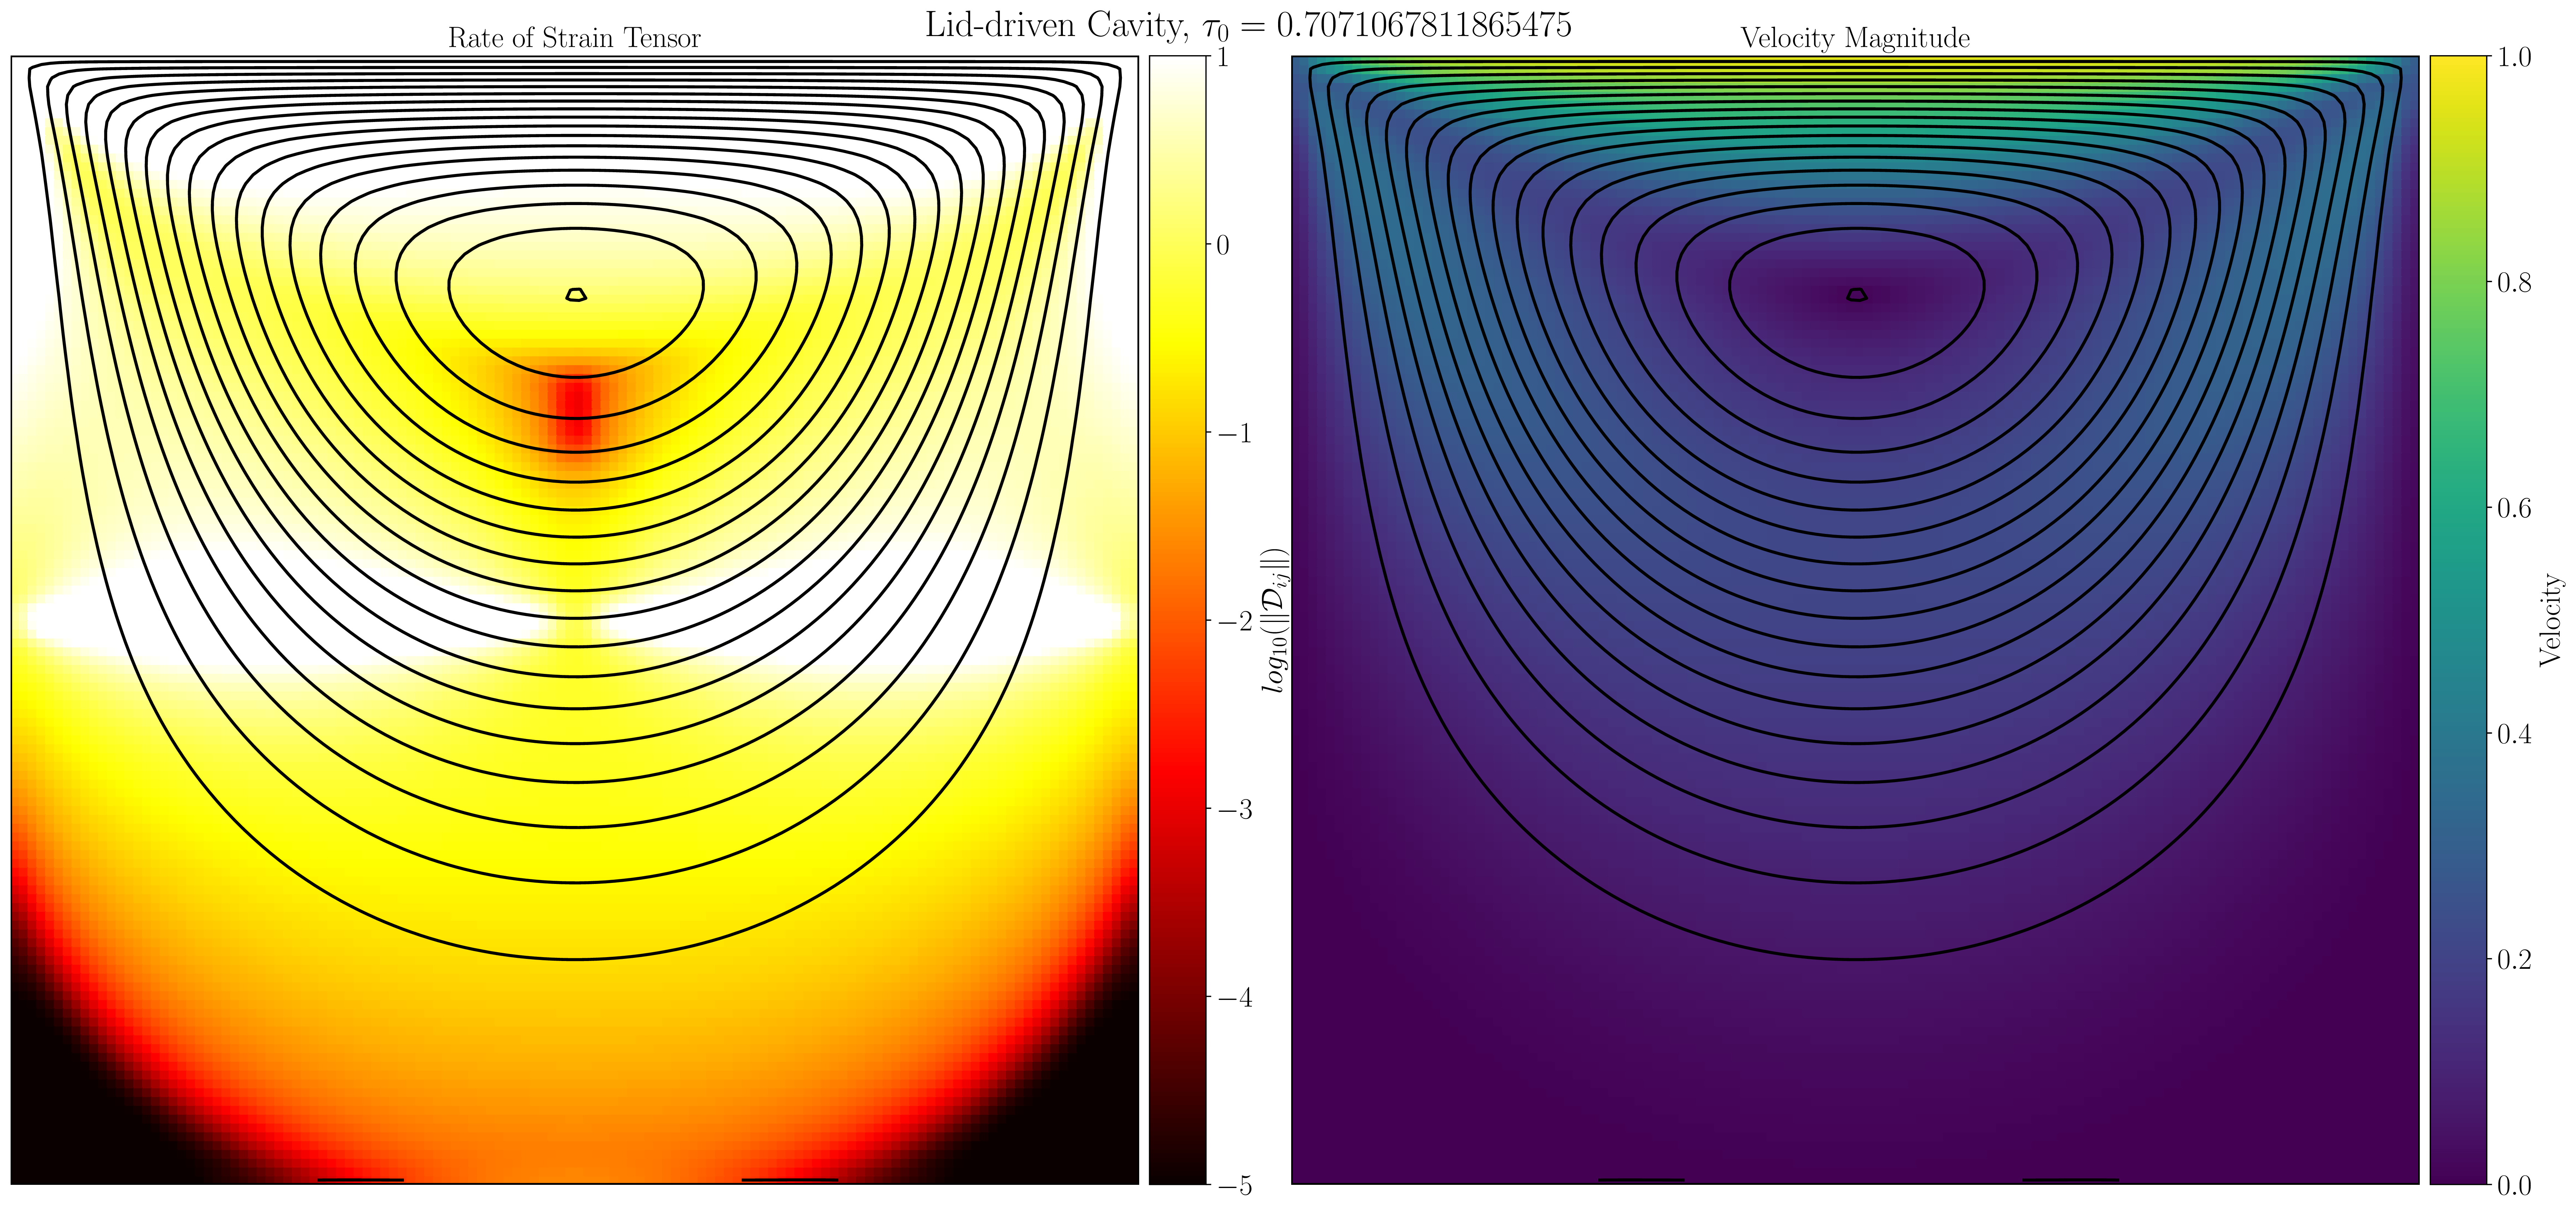 Lid-driven Cavity, τ₀ = 0.7071067811865475
Rate of Strain Tensor
1
0
−1
−2
−3
−4
−5
log₁₀(||𝒟ᵢⱼ||)
Velocity Magnitude
1.0
0.8
0.6
0.4
0.2
0.0
Velocity